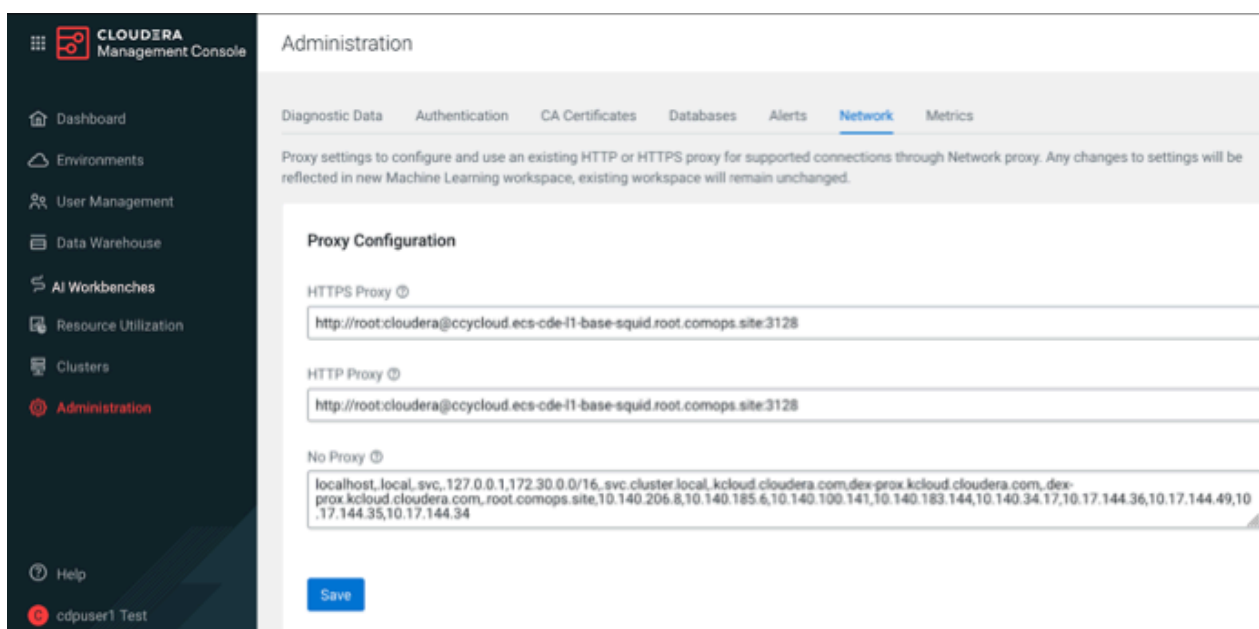 CLOUDERA
Management Console
Dashboard
Environments
User Management
Data Warehouse
AI Workbenches
Resource Utilization
Clusters
Administration
Help
C
cdpuser1 Test
Administration
Diagnostic Data Authentication CA Certificates Databases Alerts Network Metrics
Proxy settings to configure and use an existing HTTP or HTTPS proxy for supported connections through Network proxy. Any changes to settings will be
reflected in new Machine Learning workspace, existing workspace will remain unchanged.
Proxy Configuration
HTTPS Proxy
http://root:cloudera@ccycloud.ecs-cde-l1-base-squid.root.comops.site:3128
HTTP Proxy
http://root:cloudera@ccycloud.ecs-cde-l1-base-squid.root.comops.site:3128
No Proxy
localhost,.local,.svc,.127.0.0.1,172.30.0.0/16,.svc.cluster.local,.kcloud.cloudera.com,dex-prox.kcloud.cloudera.com,.dex-
prox.kcloud.cloudera.com,.root.comops.site,10.140.206.8,10.140.185.6,10.140.100.141,10.140.183.144,10.140.34.17,10.17.144.36,10.17.144.49,10
.17.144.35,10.17.144.34
Save